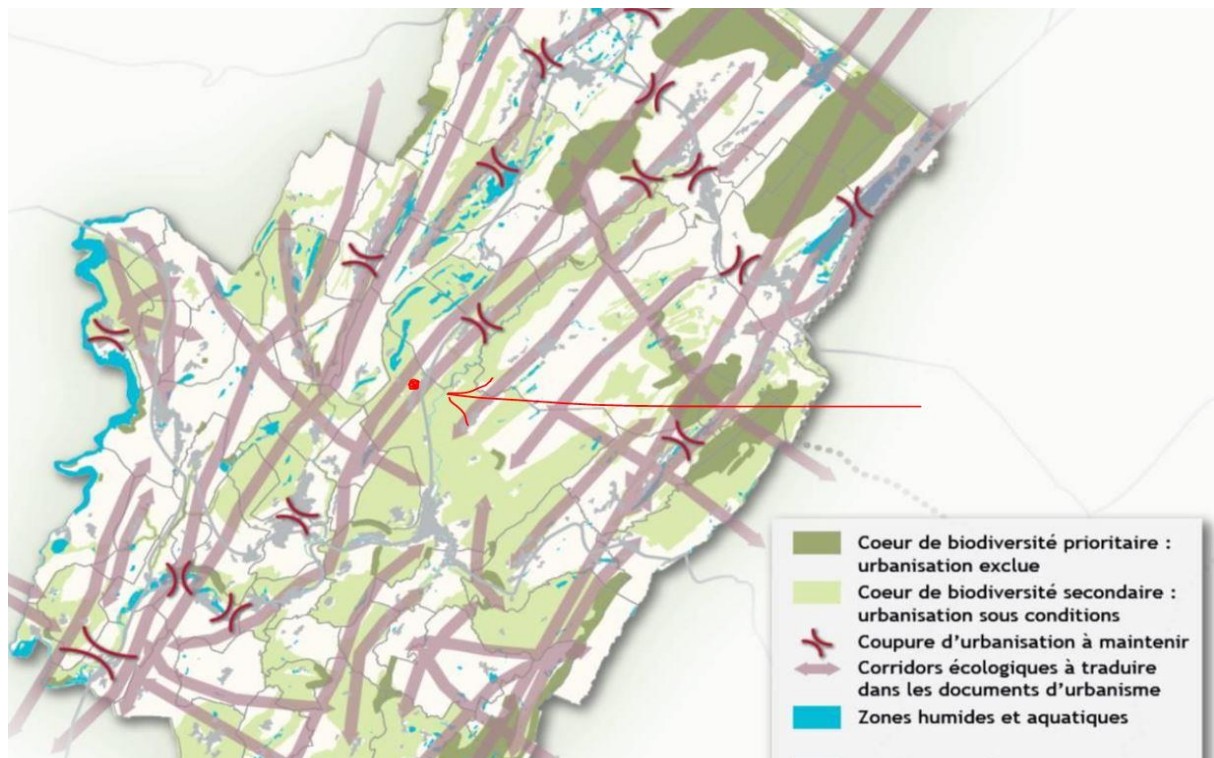 Coeur de biodiversité prioritaire :
urbanisation exclue
Coeur de biodiversité secondaire :
urbanisation sous conditions
Coupure d'urbanisation à maintenir
Corridors écologiques à traduire
dans les documents d'urbanisme
Zones humides et aquatiques